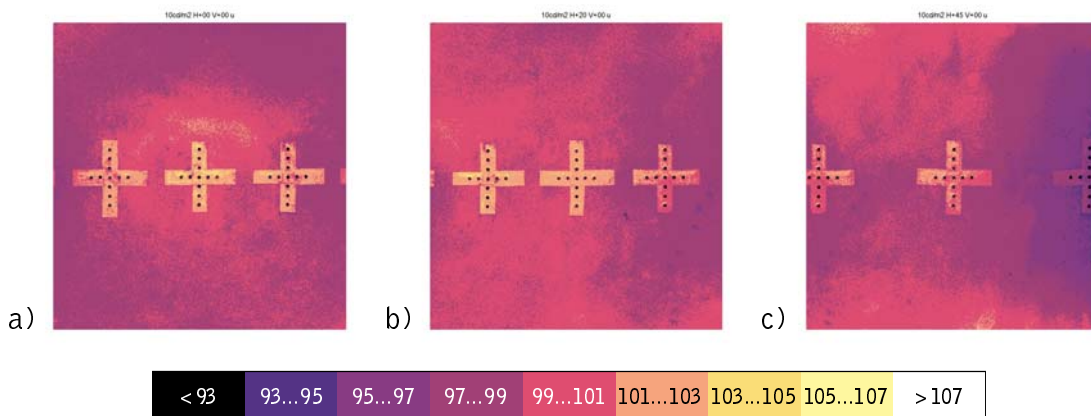 10cd/m2 H=00 V=00 u
10cd/m2 H=20 V=00 u
10cd/m2 H=45 V=00 u
a)
b)
c)
< 93
93...95
95...97
97...99
99...101
101...103
103...105
105...107
> 107